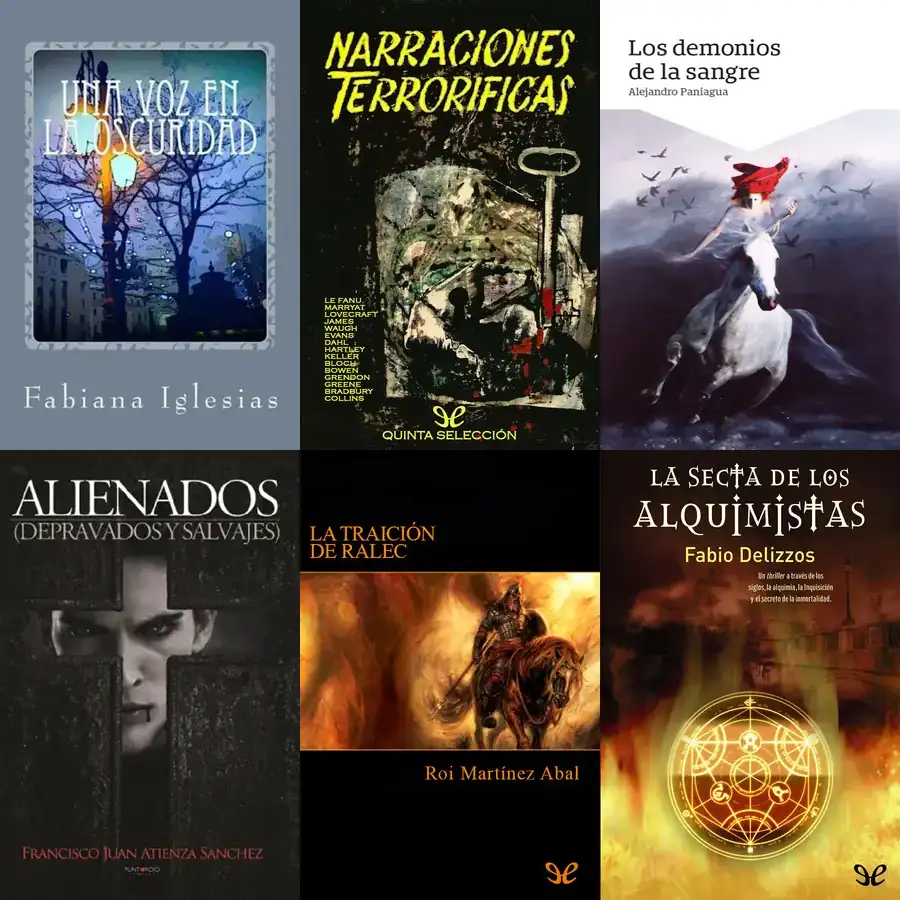 UNA VOZ EN
LA OSCURIDAD
Fabiana Iglesias
NARRACIONES
TERRORIFICAS
LE FANU
MARRYAT
LOVECRAFT
JAMES
WAUGH
EVANS
DAHL
HARTLEY
KELLER
BLOCH
BOWEN
GRENDON
GREENE
BRADBURY
COLLINS
QUINTA SELECCIÓN
Los demonios
de la sangre
Alejandro Paniagua
ALIENADOS
(DEPRAVADOS Y SALVAJES)
FRANCISCO JUAN ATIENZA SANCHEZ
PUNTOROJO
LA TRAICIÓN
DE RALEC
Roi Martínez Abal
LA SECTA DE LOS
ALQUIMISTAS
Fabio Delizzos
Un thriller a través de los
siglos, la alquimia, la Inquisición
y el secreto de la inmortalidad.